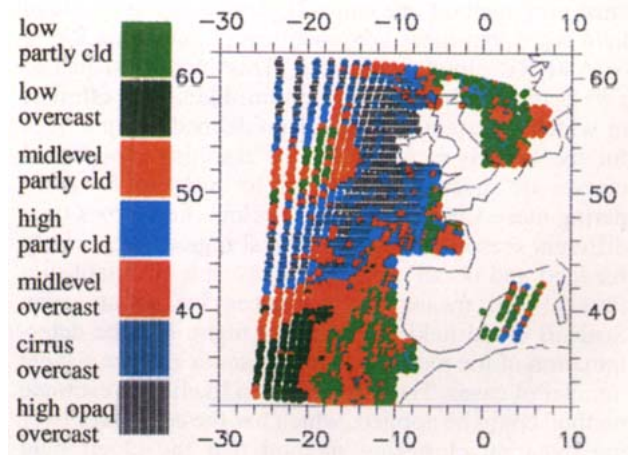 low
partly cld
low
overcast
midlevel
partly cld
high
partly cld
midlevel
overcast
cirrus
overcast
high opaq
overcast
-30 -20 -10 0 10
60 60
50 50
40 40
-30 -20 -10 0 10